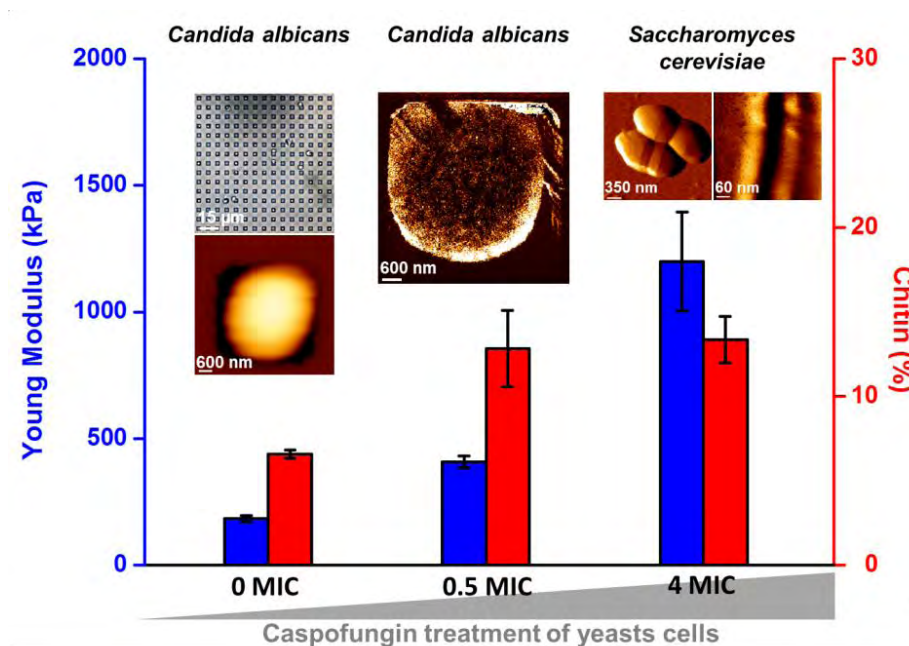 Candida albicans
Candida albicans
Saccharomyces
cerevisiae
2000
1500
1000
500
0
Young Modulus (kPa)
30
20
10
0
Chitin (%)
15 µm
600 nm
600 nm
350 nm
60 nm
0 MIC
0.5 MIC
4 MIC
Caspofungin treatment of yeasts cells